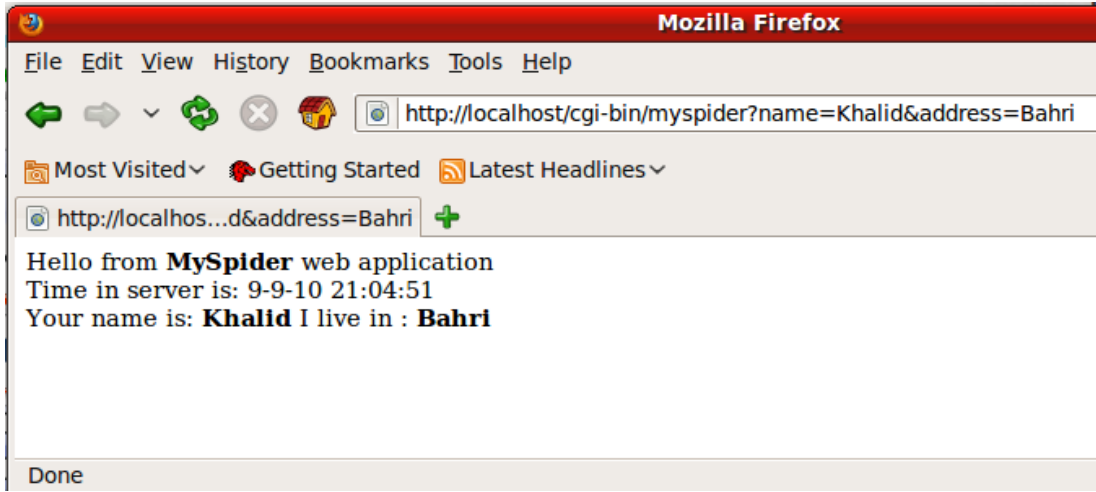 Mozilla Firefox
File Edit View History Bookmarks Tools Help
http://localhost/cgi-bin/myspider?name=Khalid&address=Bahri
Most Visited Getting Started Latest Headlines
http://localhos...d&address=Bahri
Hello from MySpider web application
Time in server is: 9-9-10 21:04:51
Your name is: Khalid I live in : Bahri
Done